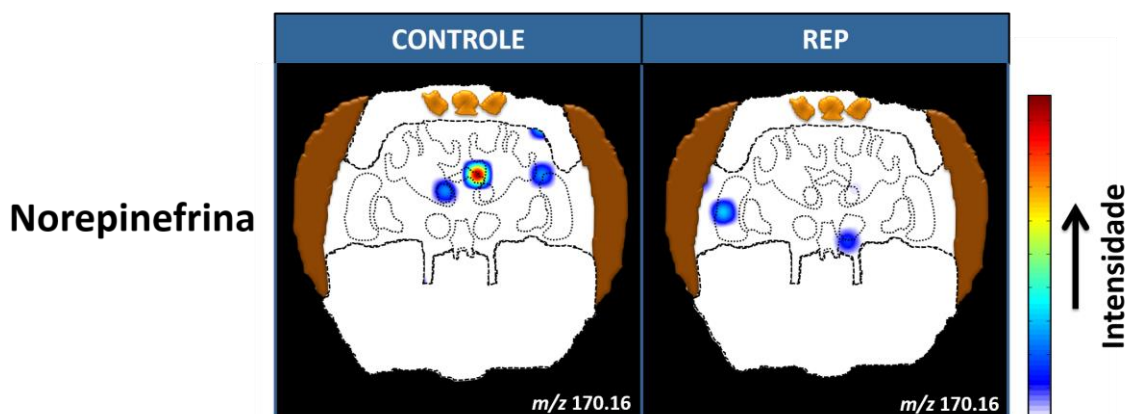 CONTROLE
REP
Norepinefrina
m/z 170.16
m/z 170.16
Intensidade